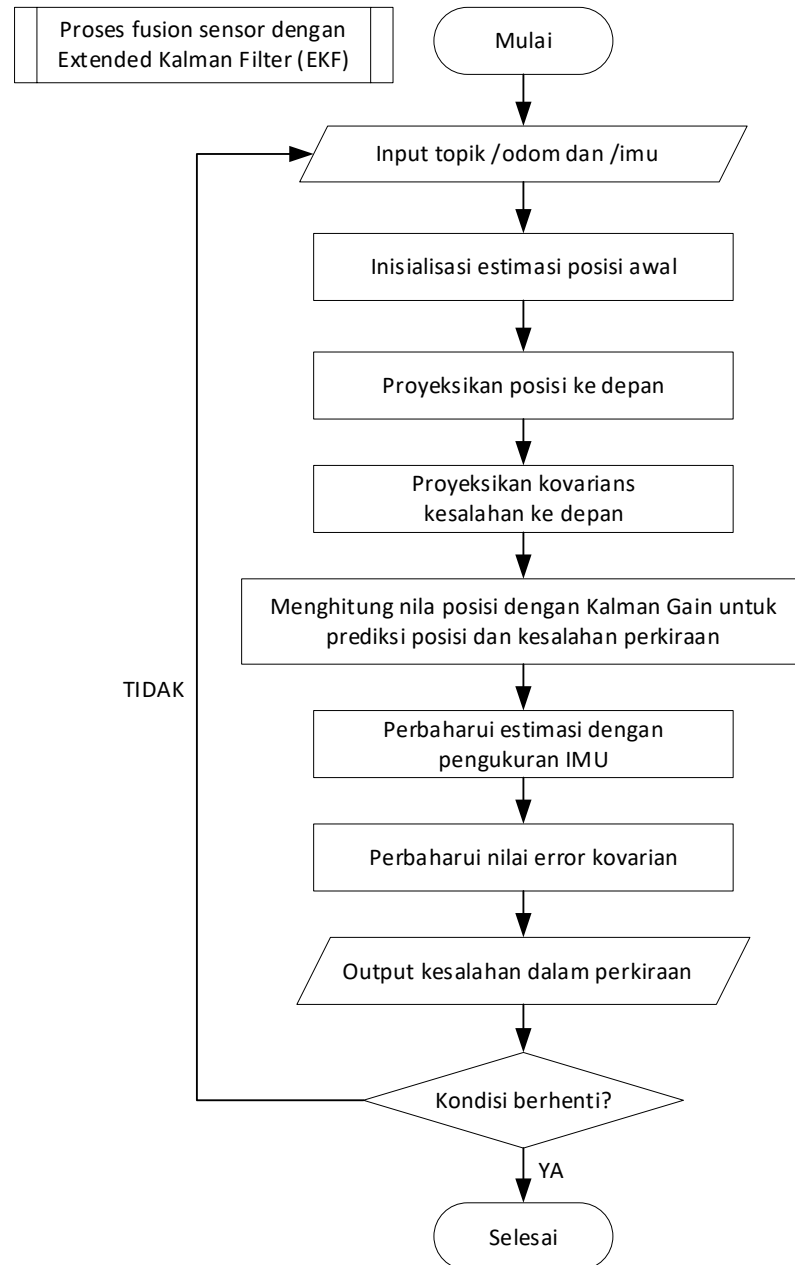 Proses fusion sensor dengan
Extended Kalman Filter (EKF)
Mulai
Input topik /odom dan /imu
Inisialisasi estimasi posisi awal
Proyeksikan posisi ke depan
Proyeksikan kovarians
kesalahan ke depan
Menghitung nila posisi dengan Kalman Gain untuk
prediksi posisi dan kesalahan perkiraan
TIDAK
Perbaharui estimasi dengan
pengukuran IMU
Perbaharui nilai error kovarian
Output kesalahan dalam perkiraan
Kondisi berhenti?
YA
Selesai